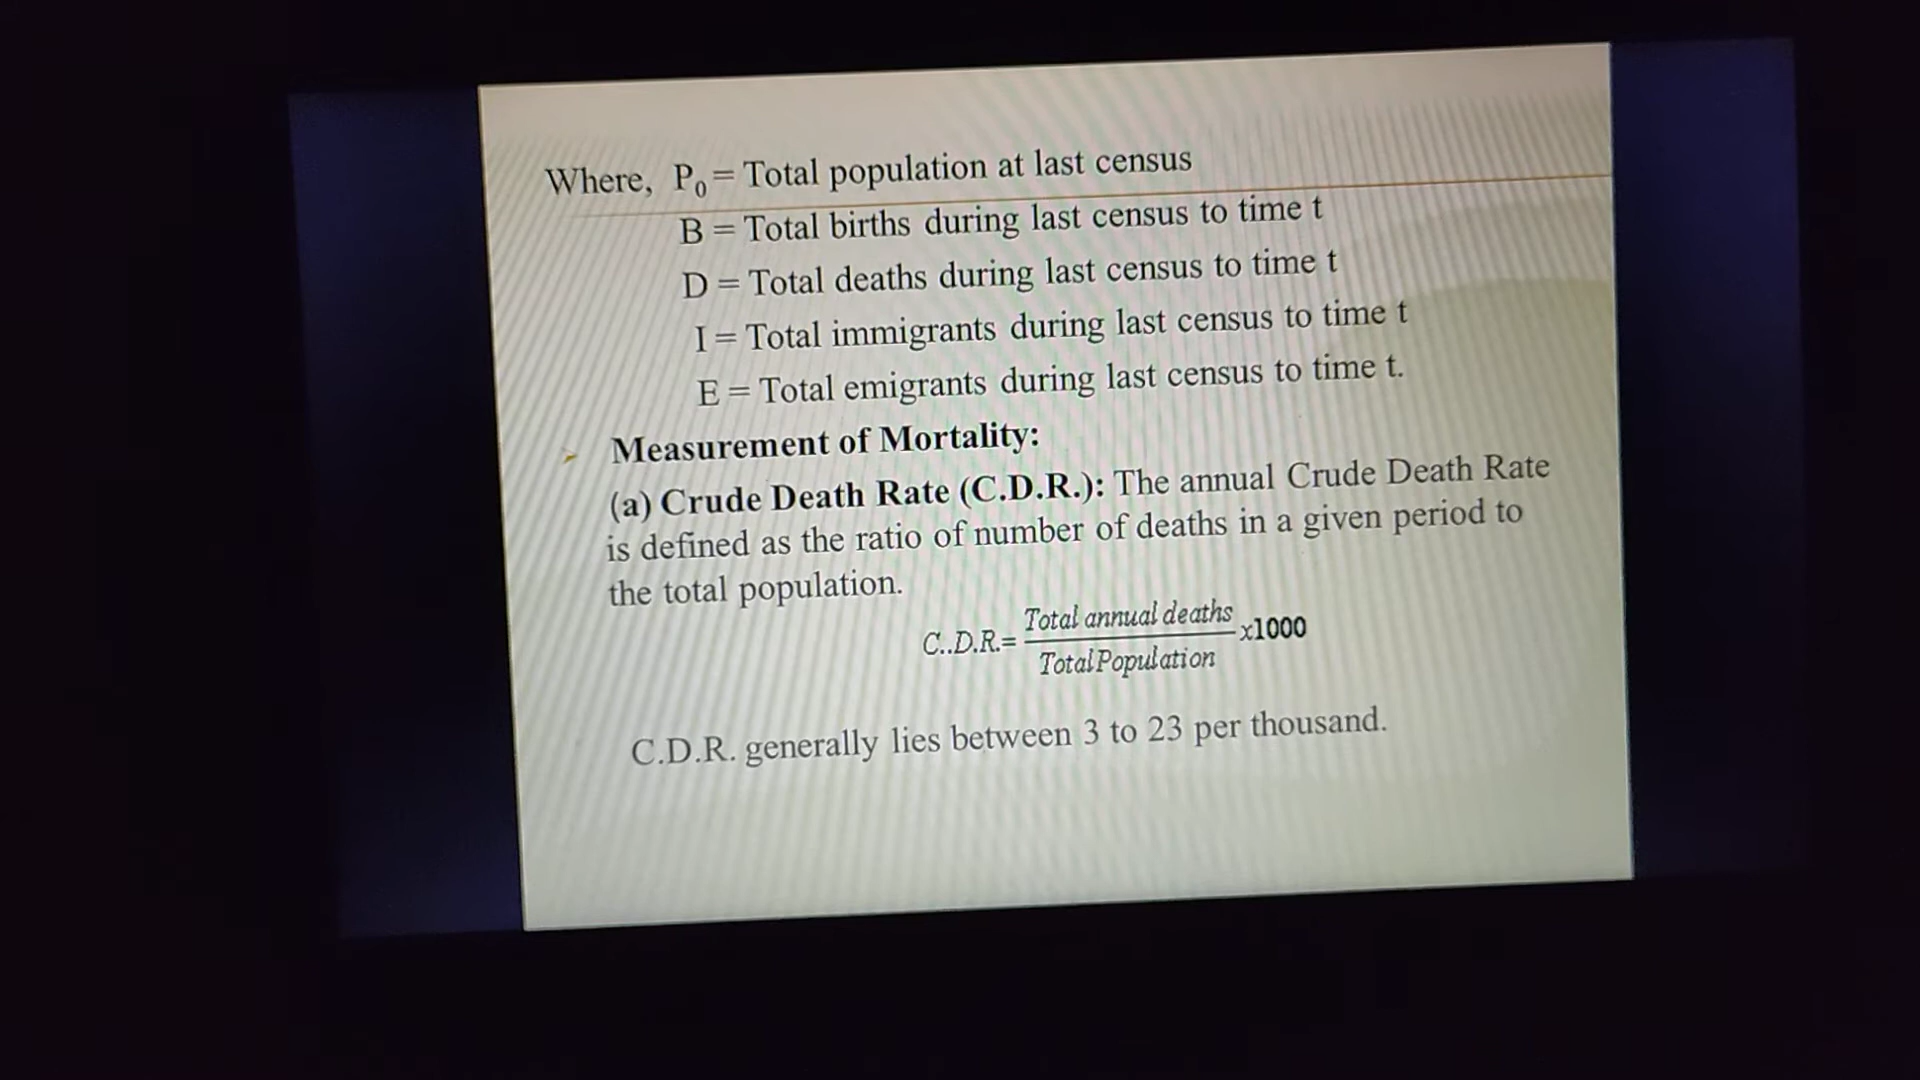 Where, P₀ = Total population at last census
B = Total births during last census to time t
D = Total deaths during last census to time t
I = Total immigrants during last census to time t
E = Total emigrants during last census to time t.
➢ Measurement of Mortality:
(a) Crude Death Rate (C.D.R.): The annual Crude Death Rate
is defined as the ratio of number of deaths in a given period to
the total population.
C..D.R.= Total annual deaths / Total Population x1000
C.D.R. generally lies between 3 to 23 per thousand.